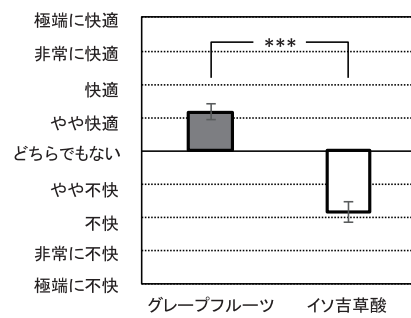 極端に快適
非常に快適
快適
やや快適
どちらでもない
やや不快
不快
非常に不快
極端に不快
***
グレープフルーツ
イソ吉草酸